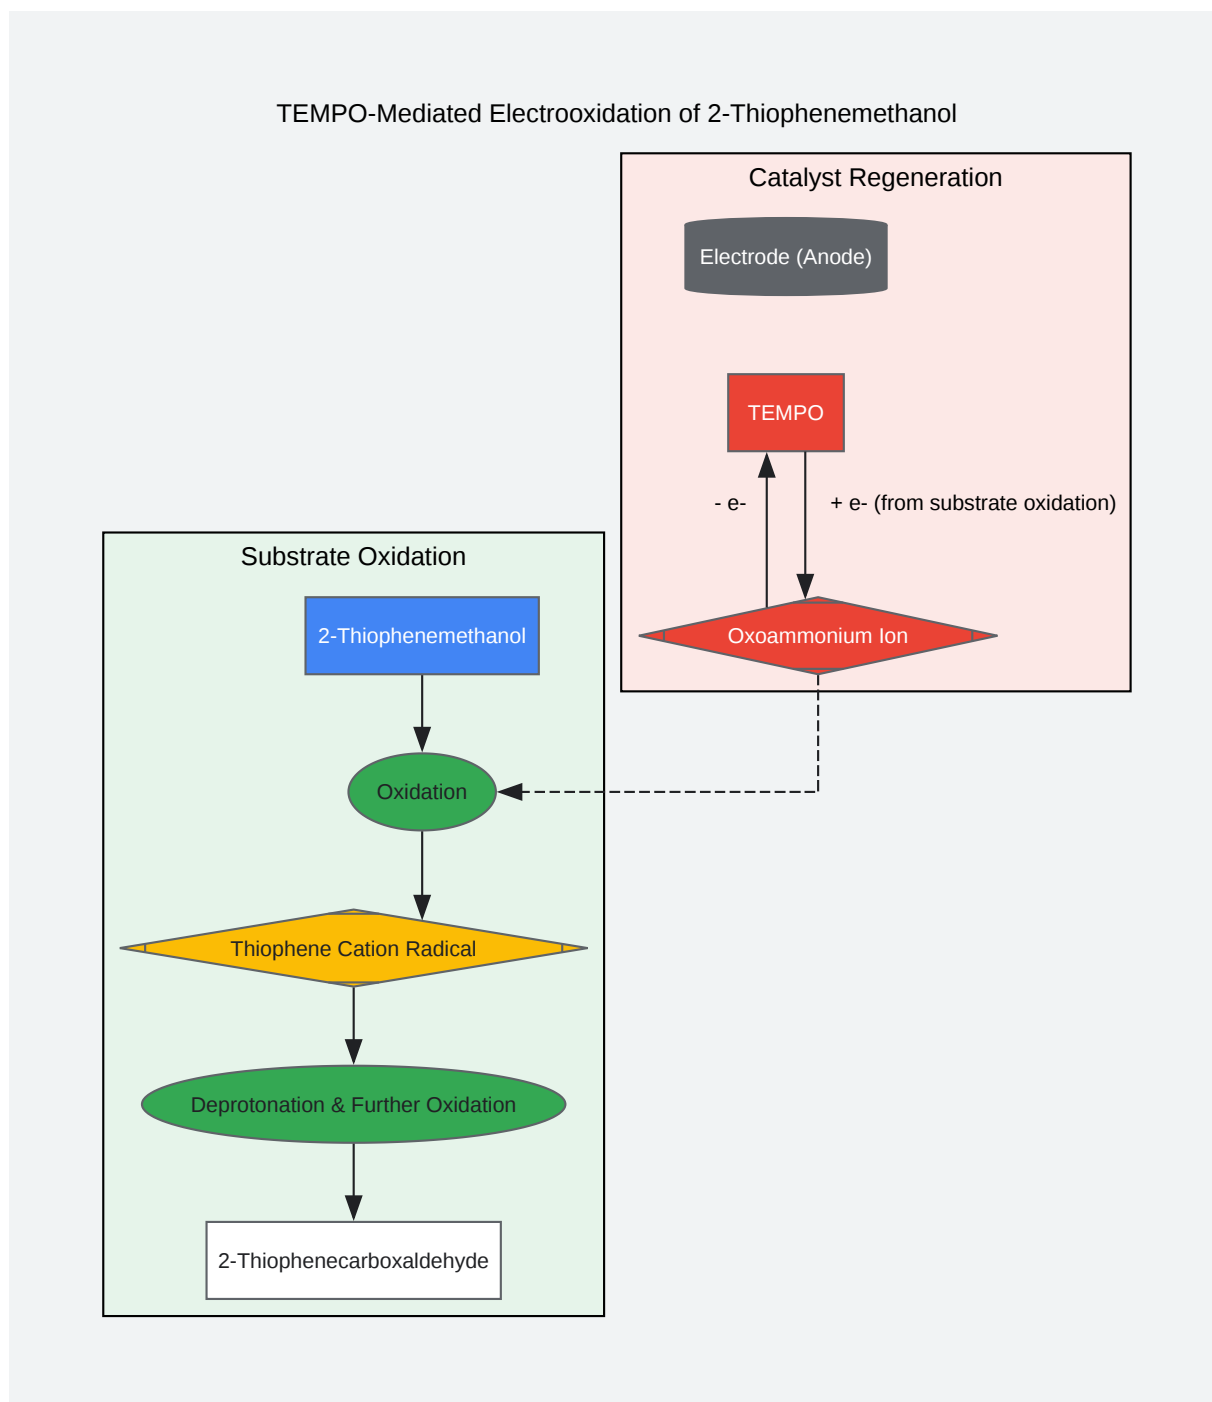 TEMPO-Mediated Electrooxidation of 2-Thiophenemethanol
Catalyst Regeneration
Electrode (Anode)
TEMPO
- e-
+ e- (from substrate oxidation)
Oxoammonium Ion
Substrate Oxidation
2-Thiophenemethanol
Oxidation
Thiophene Cation Radical
Deprotonation & Further Oxidation
2-Thiophenecarboxaldehyde